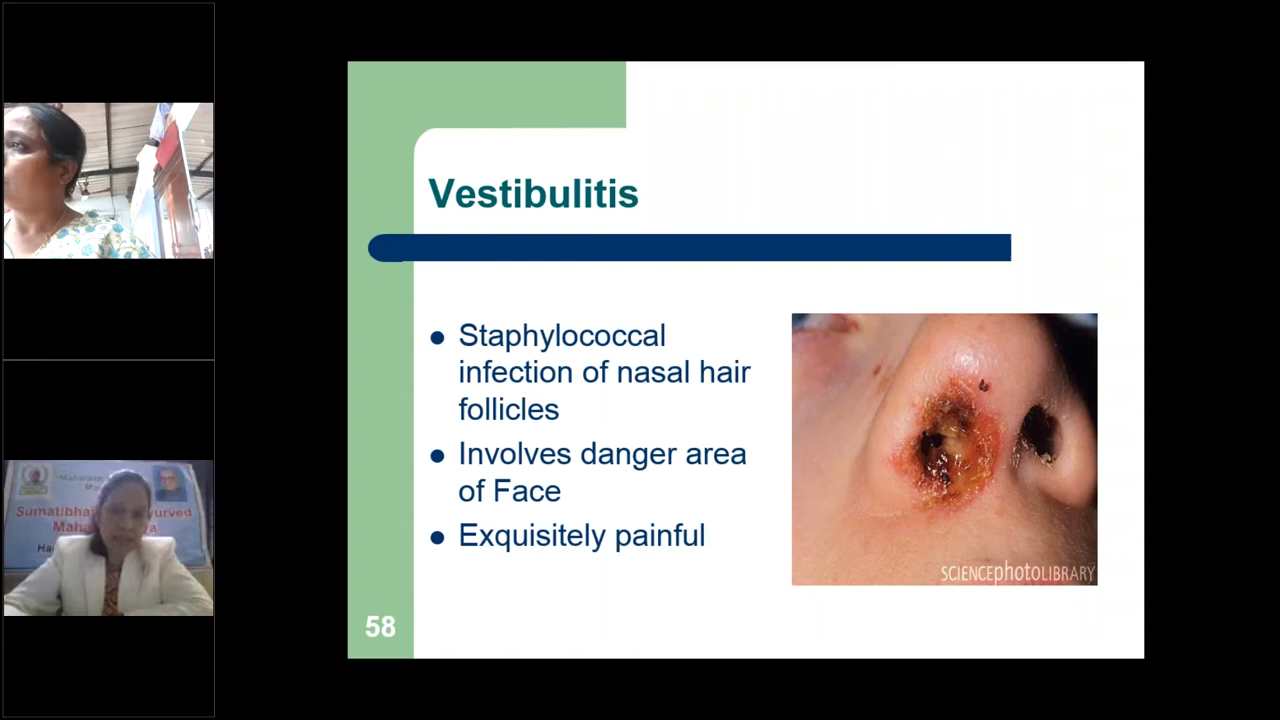 Vestibulitis
● Staphylococcal
infection of nasal hair
follicles
● Involves danger area
of Face
● Exquisitely painful
SCIENCEphotoLIBRARY
58